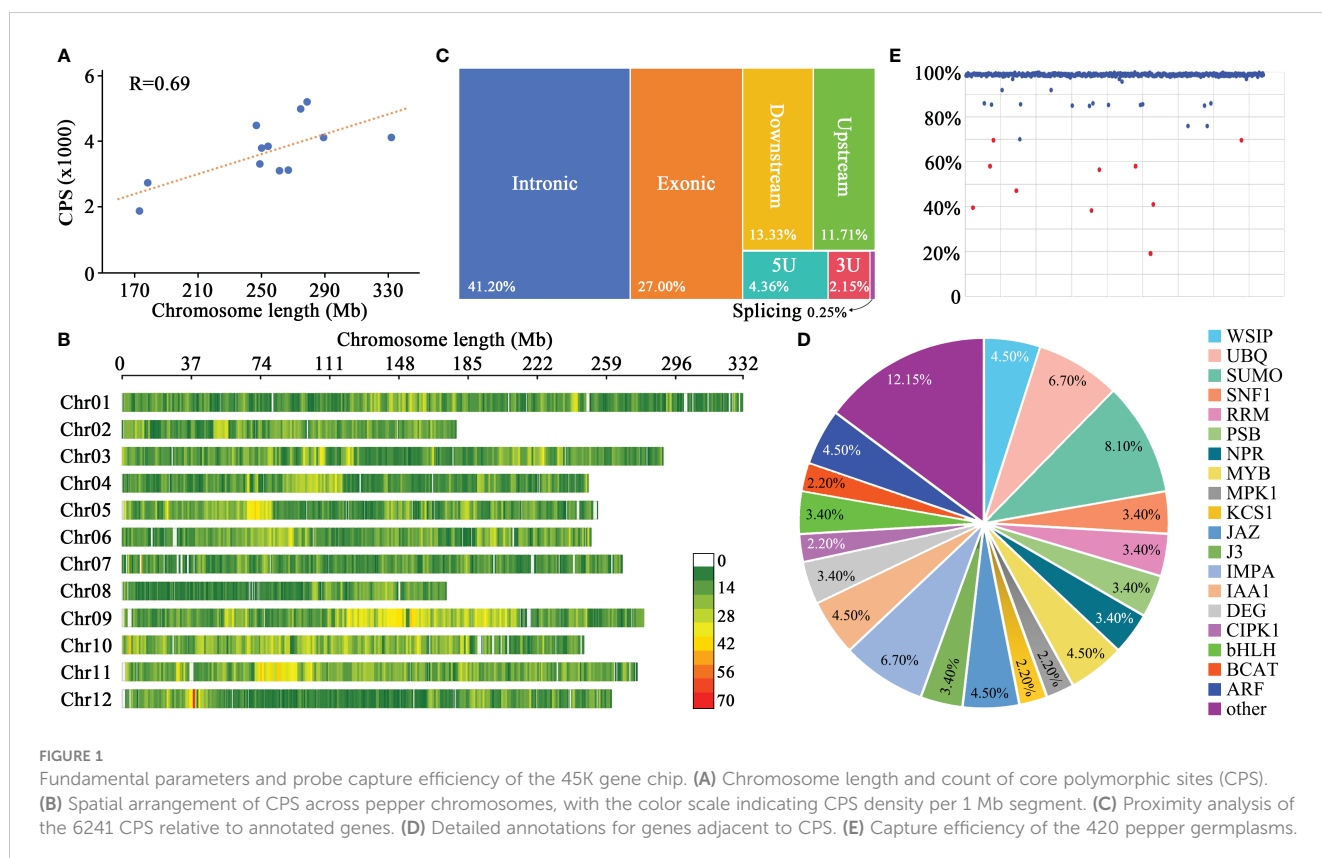 A
R=0.69
CPS (x1000)
6
4
2
0
170 210 250 290 330
Chromosome length (Mb)
C
Intronic
41.20%
Exonic
27.00%
Downstream
13.33%
Upstream
11.71%
5U
4.36%
3U
2.15%
Splicing 0.25%
E
100%
80%
60%
40%
20%
0
B
Chromosome length (Mb)
0 37 74 111 148 185 222 259 296 332
Chr01
Chr02
Chr03
Chr04
Chr05
Chr06
Chr07
Chr08
Chr09
Chr10
Chr11
Chr12
0
14
28
42
56
70
D
4.50%
6.70%
8.10%
3.40%
3.40%
3.40%
3.40%
4.50%
2.20%
2.20%
4.50%
3.40%
6.70%
4.50%
3.40%
2.20%
3.40%
2.20%
4.50%
12.15%
WSIP
UBQ
SUMO
SNF1
RRM
PSB
NPR
MYB
MPK1
KCS1
JAZ
J3
IMPA
IAA1
DEG
CIPK1
bHLH
BCAT
ARF
other
FIGURE 1
Fundamental parameters and probe capture efficiency of the 45K gene chip. (A) Chromosome length and count of core polymorphic sites (CPS).
(B) Spatial arrangement of CPS across pepper chromosomes, with the color scale indicating CPS density per 1 Mb segment. (C) Proximity analysis of
the 6241 CPS relative to annotated genes. (D) Detailed annotations for genes adjacent to CPS. (E) Capture efficiency of the 420 pepper germplasms.